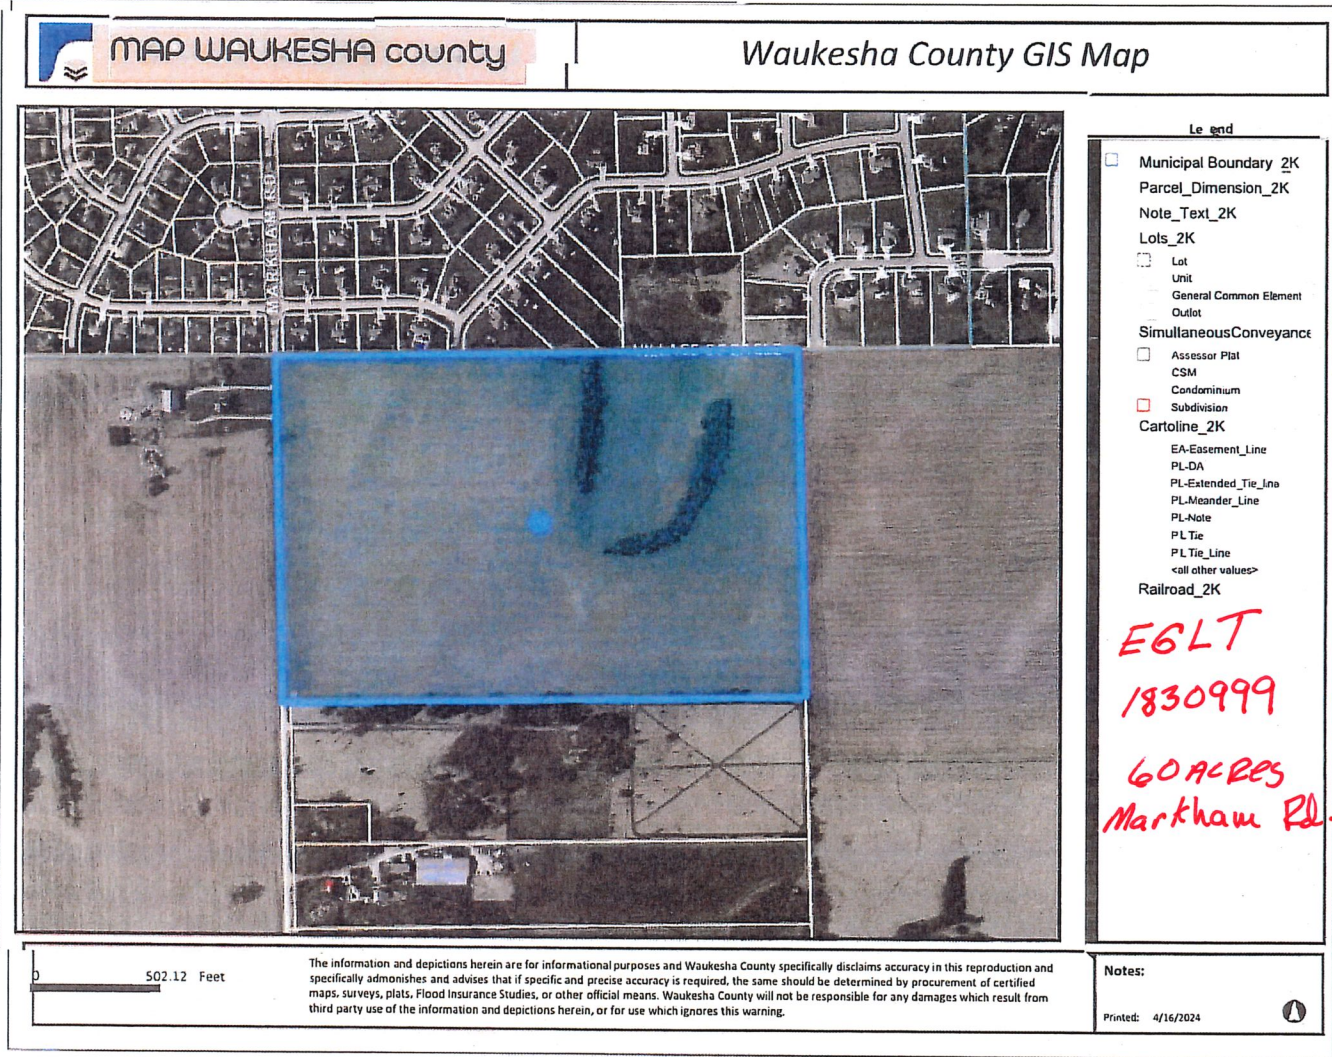 MAP WAUKESHA county
Waukesha County GIS Map
MARKHAM RD
Le end
Municipal Boundary 2K
Parcel_Dimension_2K
Note_Text_2K
Lots_2K
Lot
Unit
General Common Element
Outlot
SimultaneousConveyance
Assessor Plat
CSM
Condominium
Subdivision
Cartoline_2K
EA-Easement_Line
PL-DA
PL-Extended_Tie_line
PL-Meander_Line
PL-Note
PL Tie
PL Tie_Line
<all other values>
Railroad_2K
EGLT
1830999
60 ACRES
Markham Rd.
0 502.12 Feet
The information and depictions herein are for informational purposes and Waukesha County specifically disclaims accuracy in this reproduction and
specifically admonishes and advises that if specific and precise accuracy is required, the same should be determined by procurement of certified
maps, surveys, plats, Flood Insurance Studies, or other official means. Waukesha County will not be responsible for any damages which result from
third party use of the information and depictions herein, or for use which ignores this warning.
Notes:
Printed: 4/16/2024